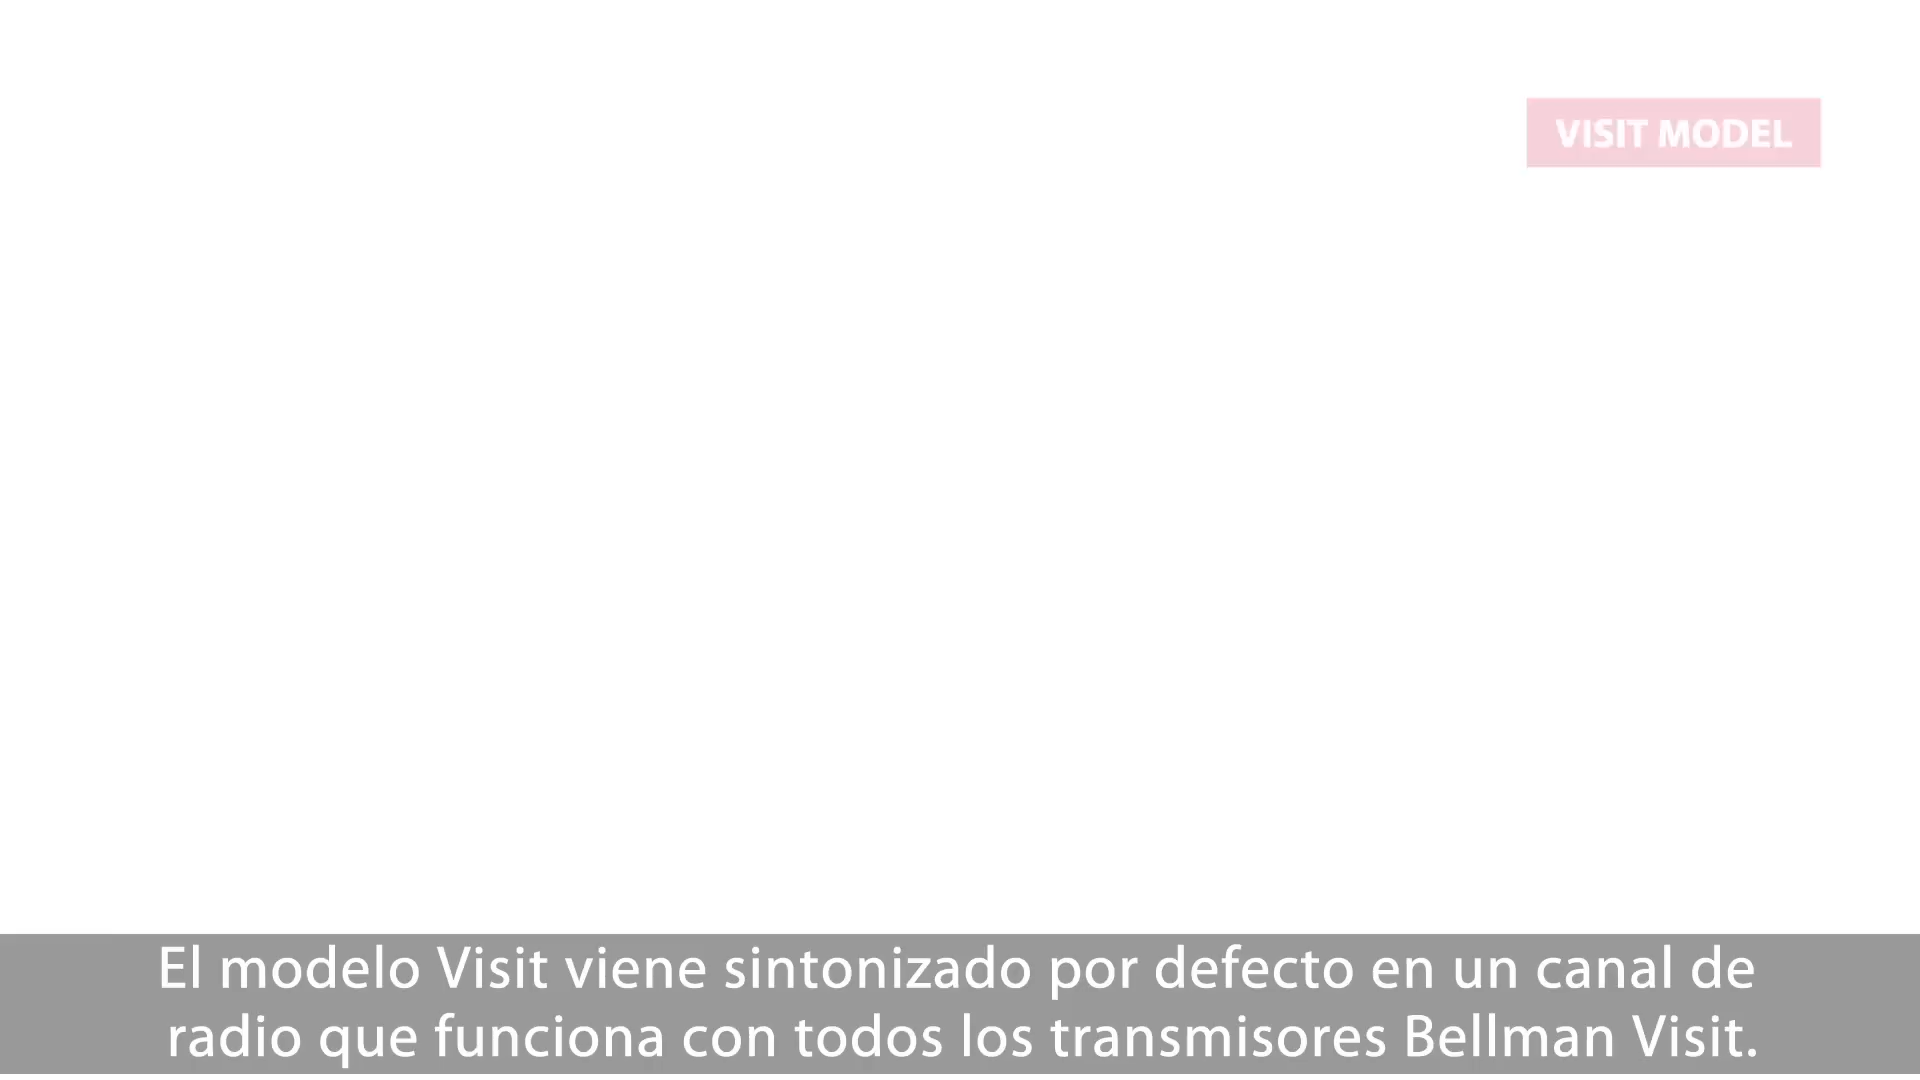 VISIT MODEL
El modelo Visit viene sintonizado por defecto en un canal de
radio que funciona con todos los transmisores Bellman Visit.